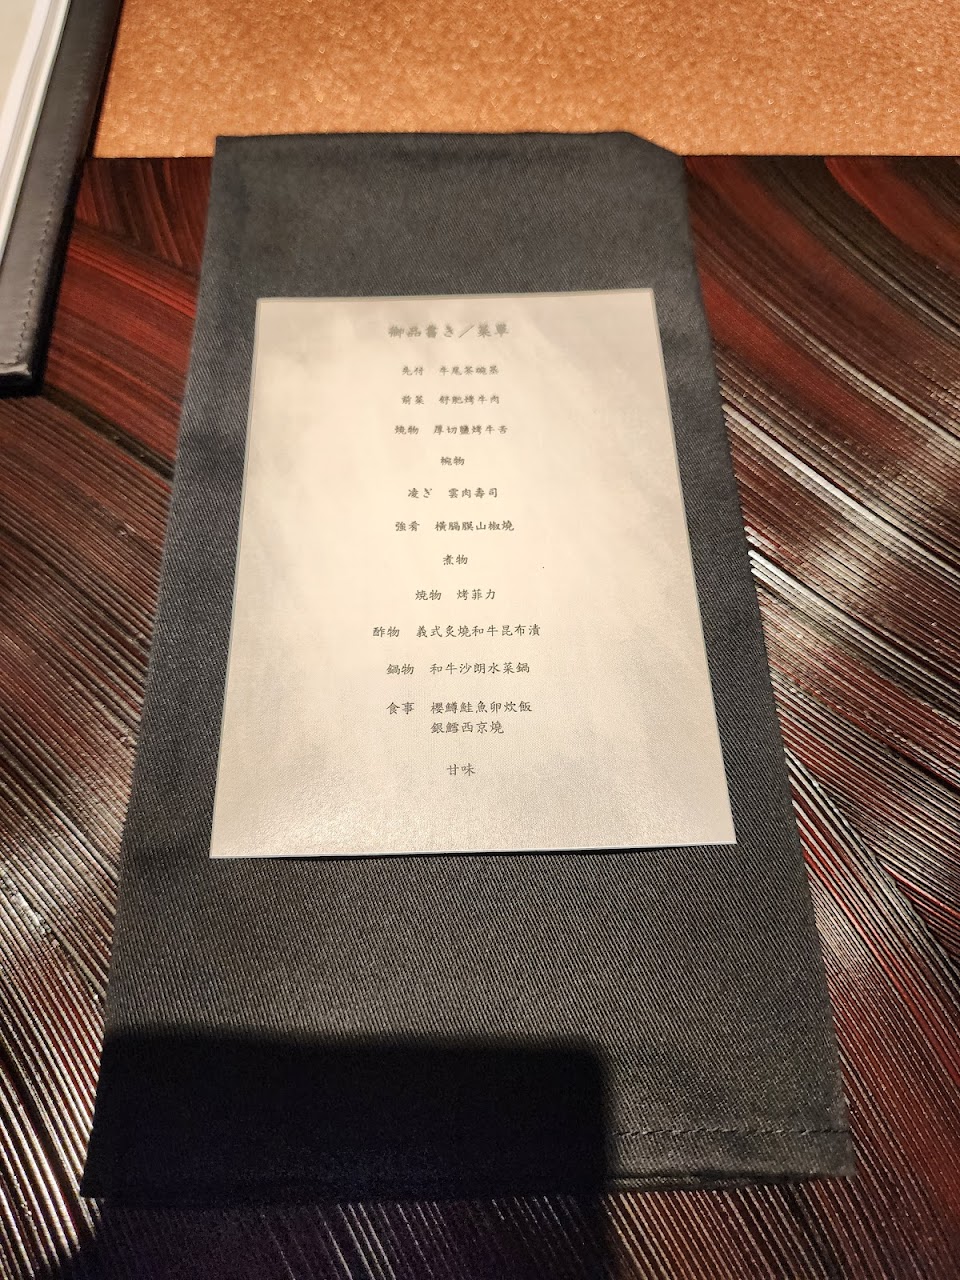 御品書き／菜單
先付　牛尾茶碗蒸
前菜　舒肥烤牛肉
燒物　厚切鹽烤牛舌
椀物
凌ぎ　雲肉壽司
強肴　橫膈膜山椒燒
煮物
燒物　烤菲力
酢物　義式炙燒和牛昆布漬
鍋物　和牛沙朗水菜鍋
食事　櫻鱒鮭魚卵炊飯
銀鱈西京燒
甘味